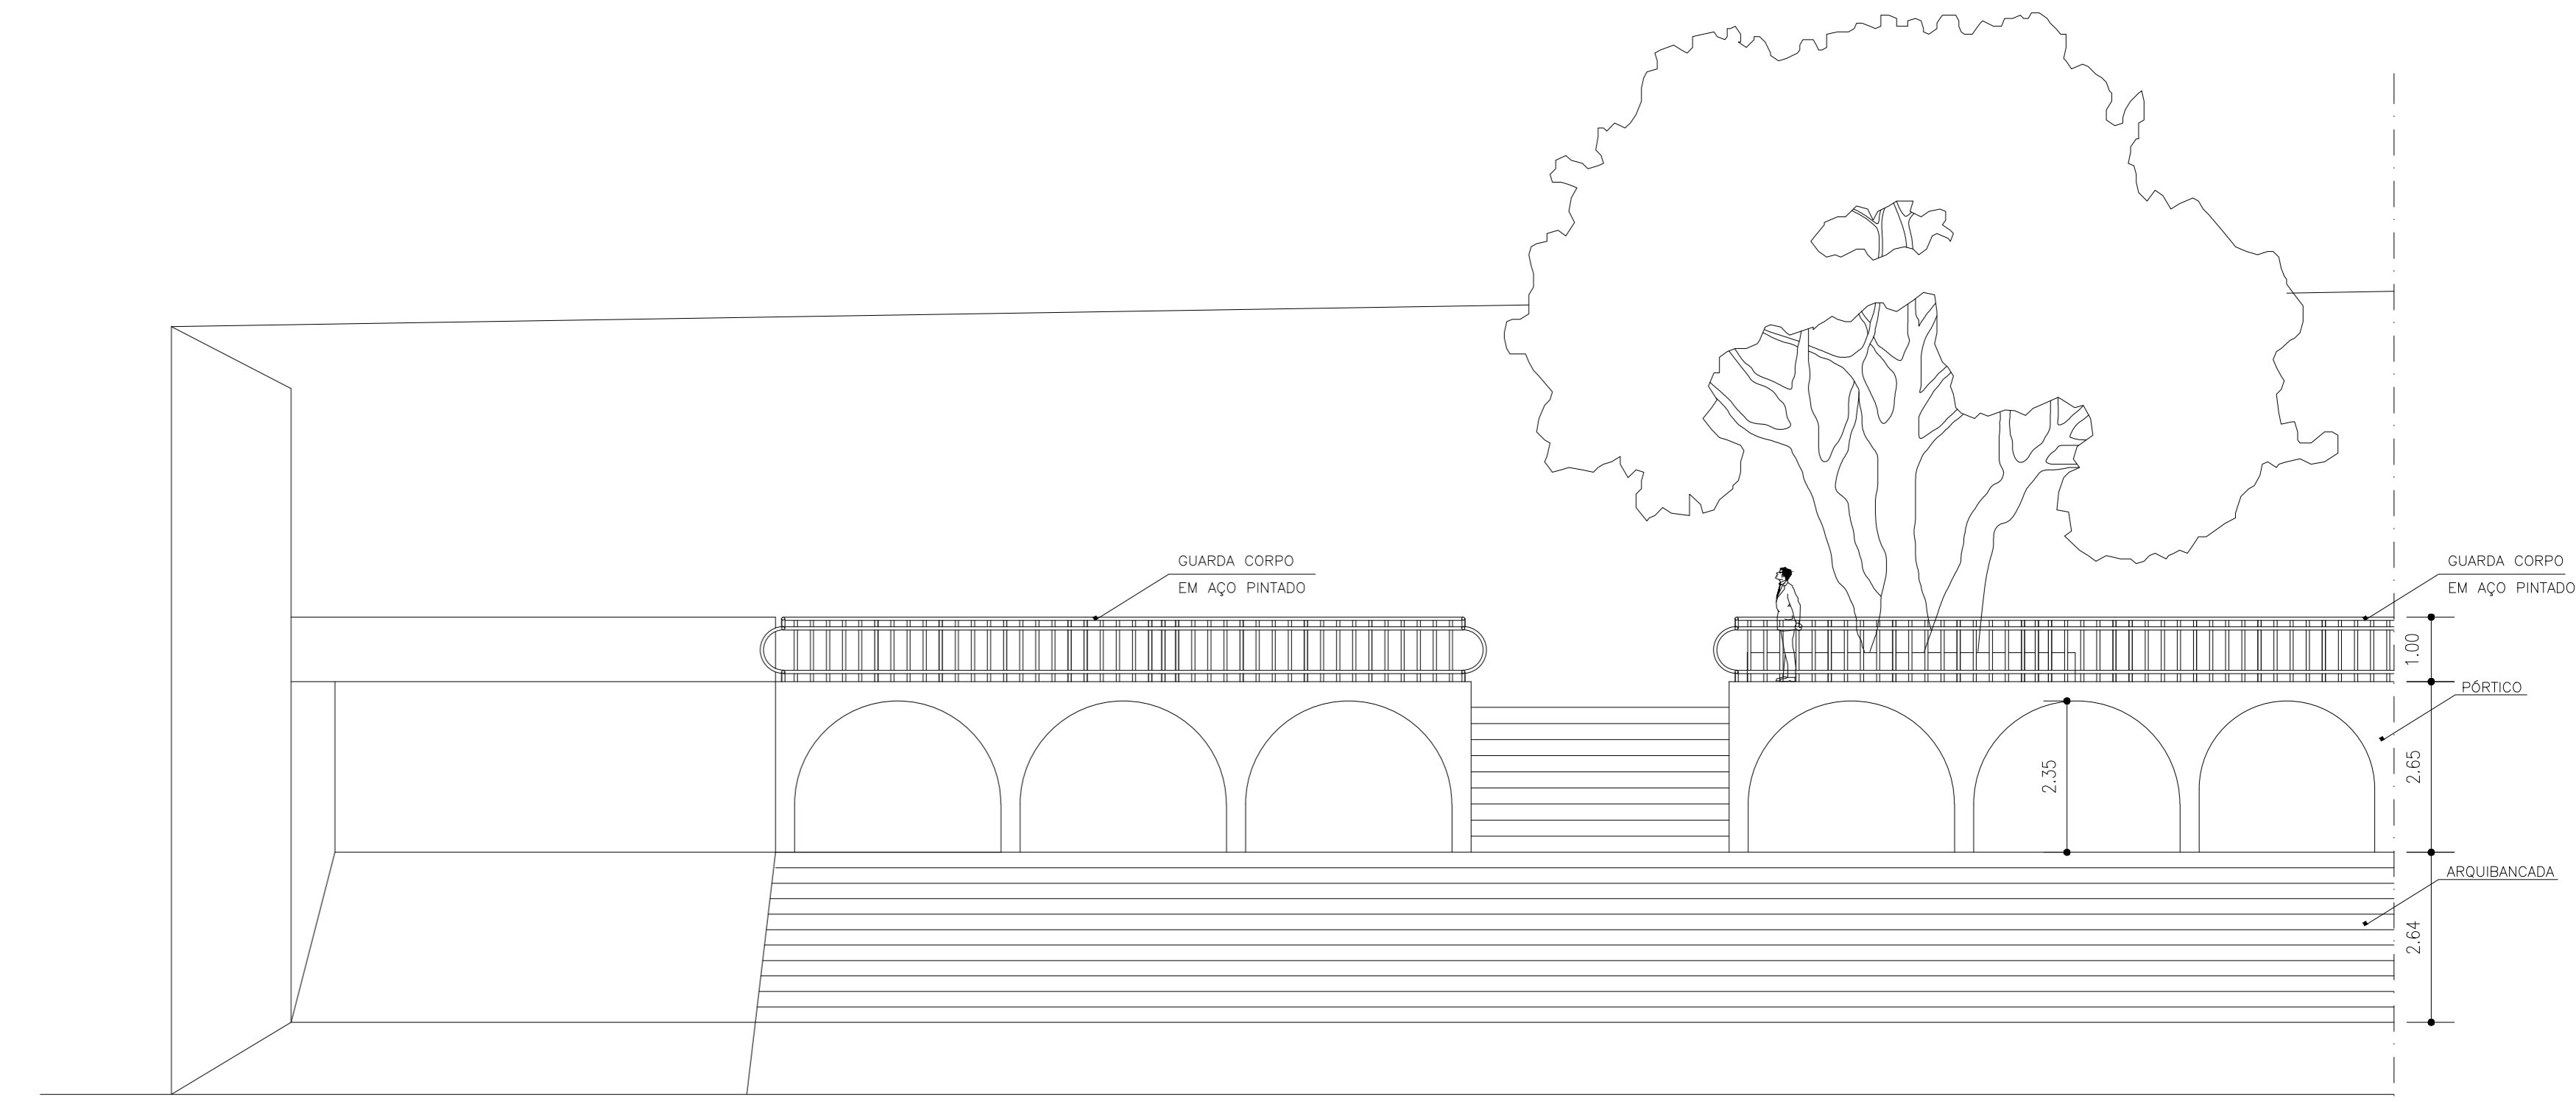 GUARDA CORPO
EM AÇO PINTADO
GUARDA CORPO
EM AÇO PINTADO
1.00
PÓRTICO
2.65
2.35
ARQUIBANCADA
2.64